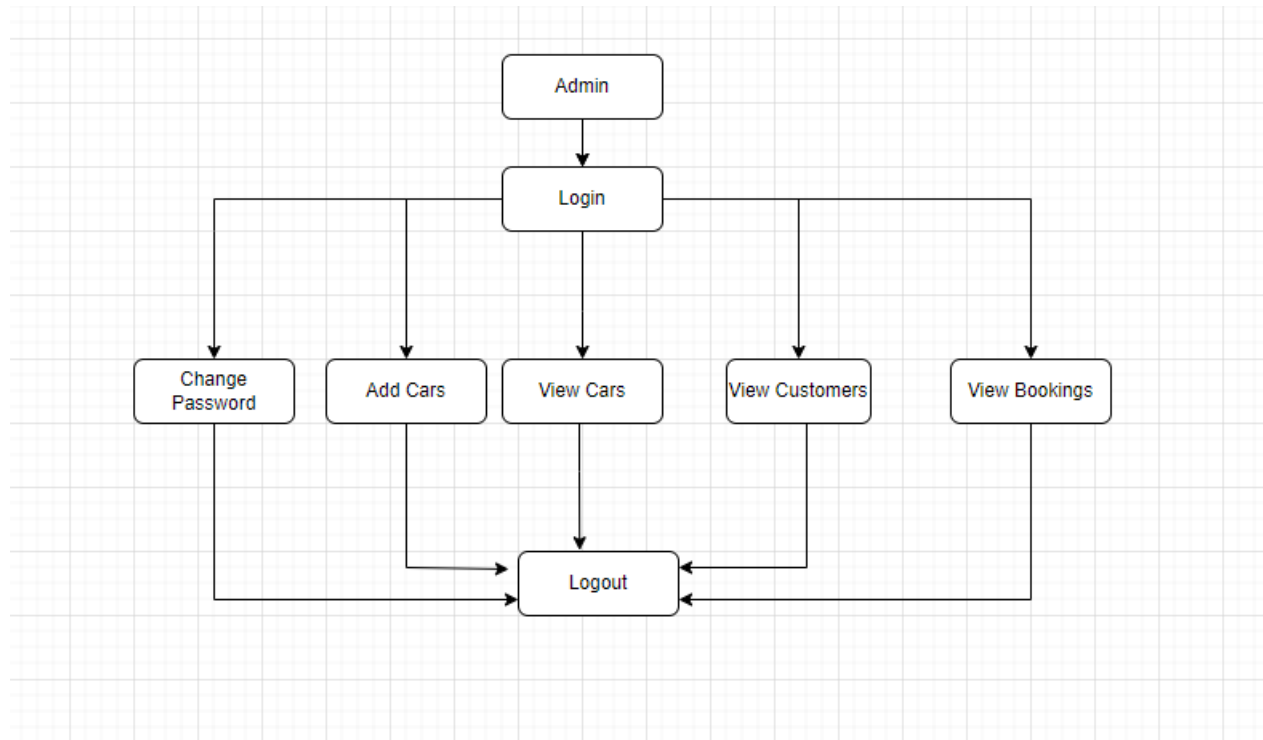 Admin
Login
Change
Password
Add Cars
View Cars
View Customers
View Bookings
Logout